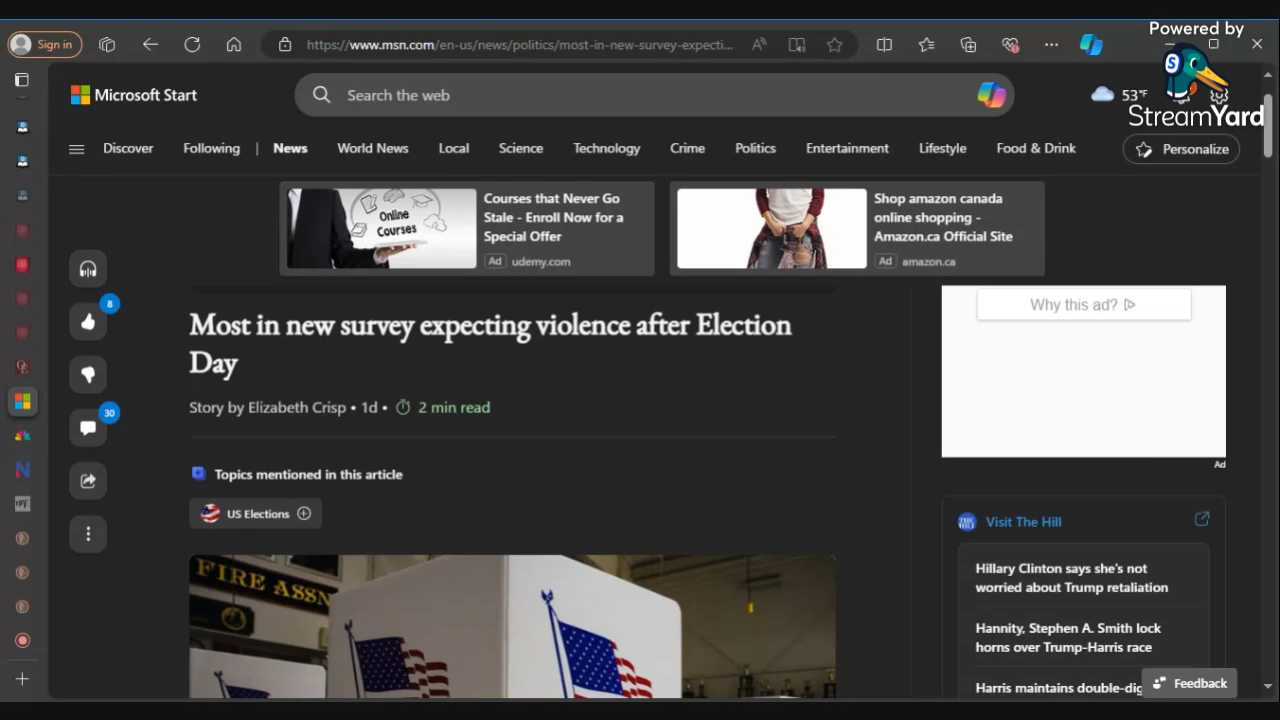 Powered by
StreamYard
Sign in
https://www.msn.com/en-us/news/politics/most-in-new-survey-expecti...
Microsoft Start
Search the web
53°F
Discover
Following
News
World News
Local
Science
Technology
Crime
Politics
Entertainment
Lifestyle
Food & Drink
Personalize
Online
Courses
Courses that Never Go
Stale - Enroll Now for a
Special Offer
Ad udemy.com
Shop amazon canada
online shopping -
Amazon.ca Official Site
Ad amazon.ca
8
30
Most in new survey expecting violence after Election
Day
Story by Elizabeth Crisp • 1d • 2 min read
Topics mentioned in this article
US Elections
FIRE ASSN
Why this ad?
Ad
Visit The Hill
Hillary Clinton says she's not
worried about Trump retaliation
Hannity, Stephen A. Smith lock
horns over Trump-Harris race
Harris maintains double-dig
Feedback